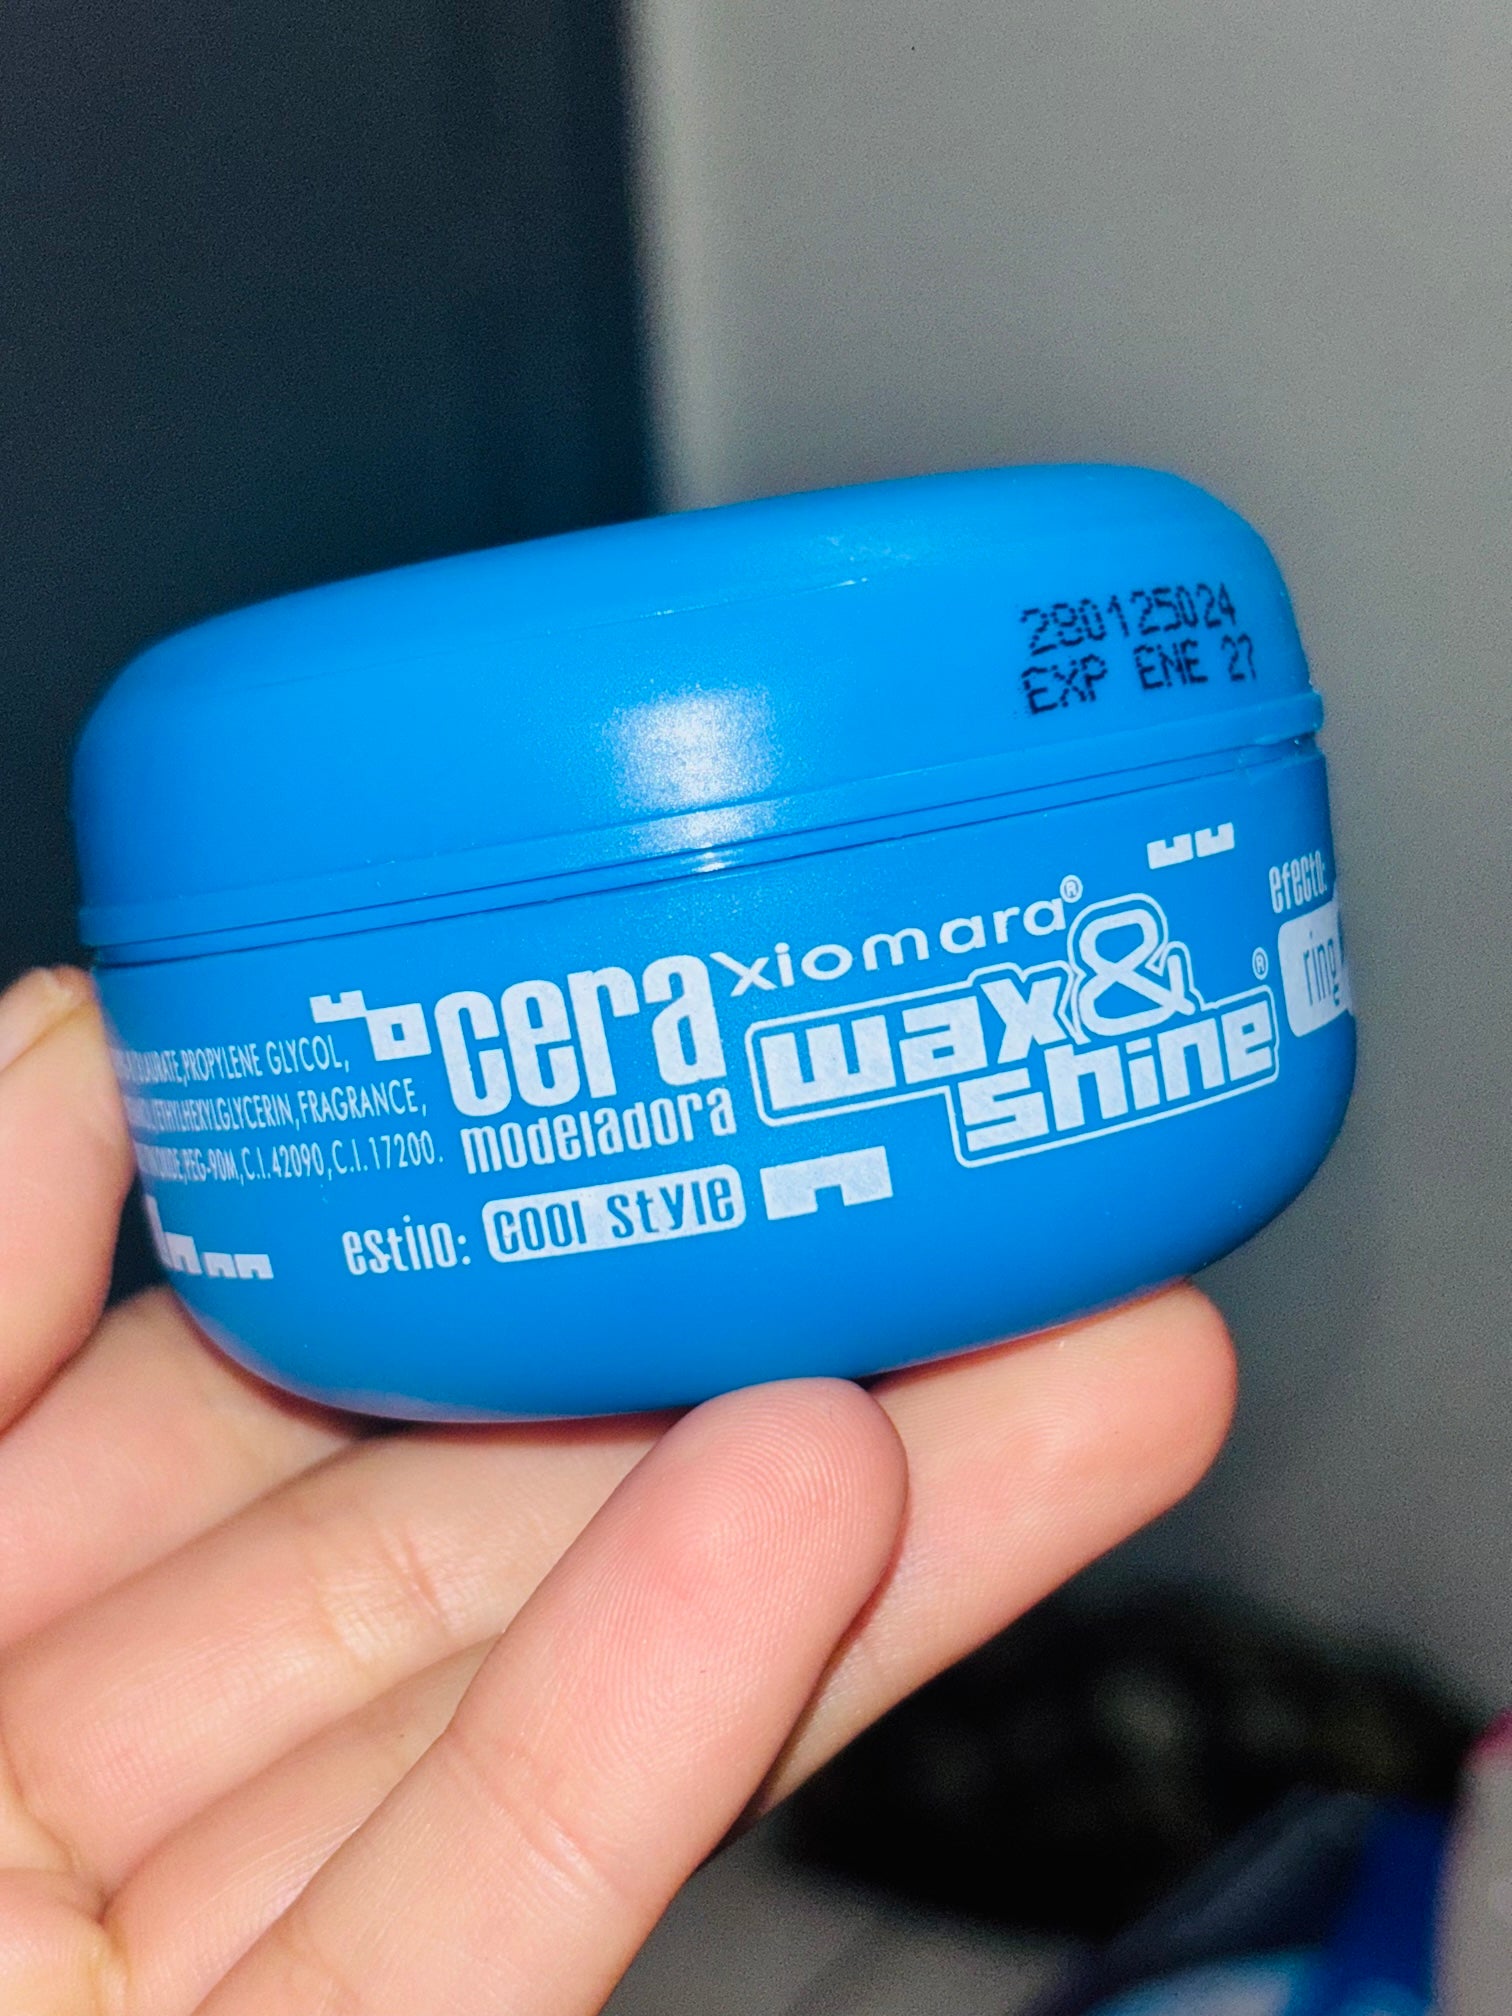 280125024
EXP ENE 27
efecto:
ring
xiomara®
cera wax&
shine®
modeladora
estilo: cool style
PROPYLENE GLYCOL,
FRAGRANCE,
PEG-90M, C.I. 42090, C.I. 17200.